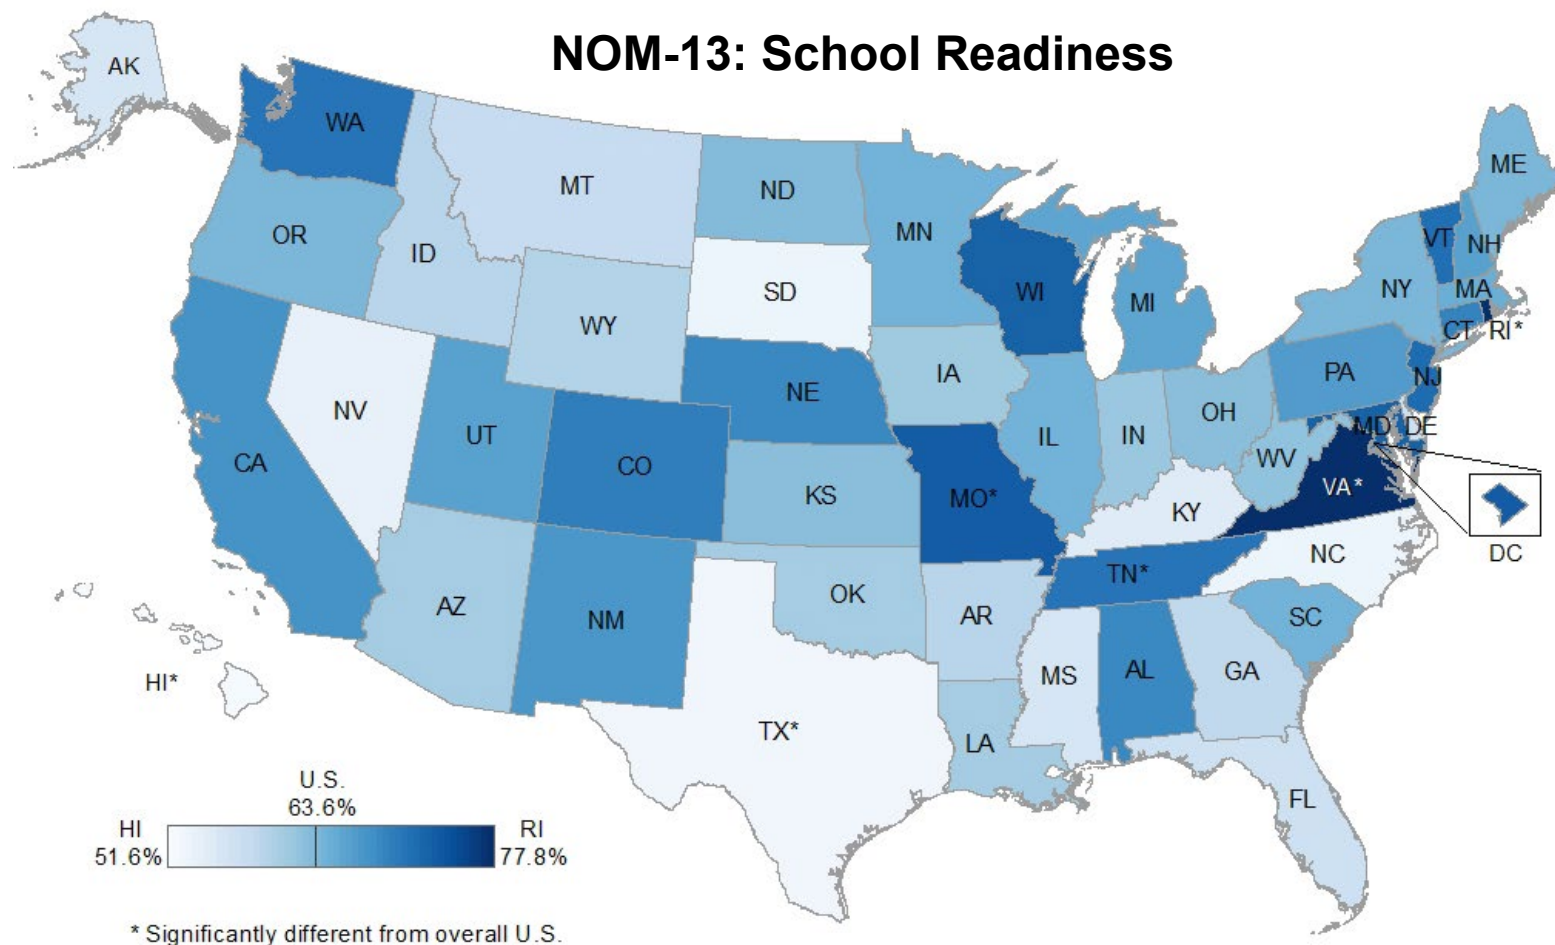 NOM-13: School Readiness
AK
WA
ME
MT
ND
OR
MN
VT
NH
ID
SD
WI
NY
MA
MI
WY
CT
RI*
IA
PA
NJ
NE
NV
OH
MD
DE
UT
IL
IN
CO
WV
CA
KS
VA*
MO*
KY
DC
NC
TN*
OK
AZ
NM
AR
SC
MS
AL
GA
HI*
TX*
LA
FL
U.S.
63.6%
HI
RI
51.6%
77.8%
* Significantly different from overall U.S.